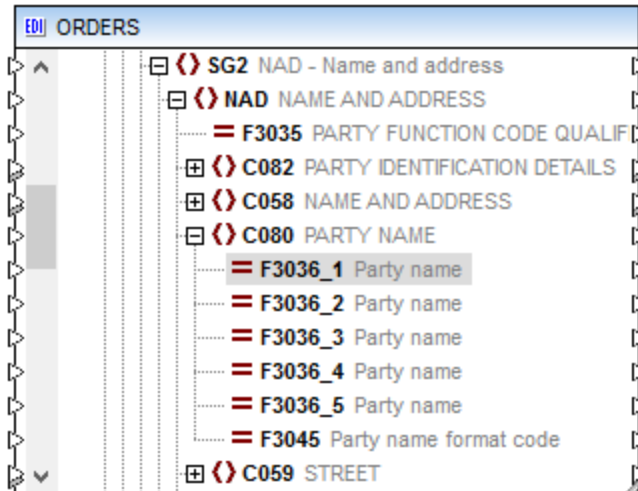 EDI ORDERS
SG2 NAD - Name and address
NAD NAME AND ADDRESS
= F3035 PARTY FUNCTION CODE QUALIF
C082 PARTY IDENTIFICATION DETAILS
C058 NAME AND ADDRESS
C080 PARTY NAME
= F3036_1 Party name
= F3036_2 Party name
= F3036_3 Party name
= F3036_4 Party name
= F3036_5 Party name
= F3045 Party name format code
C059 STREET